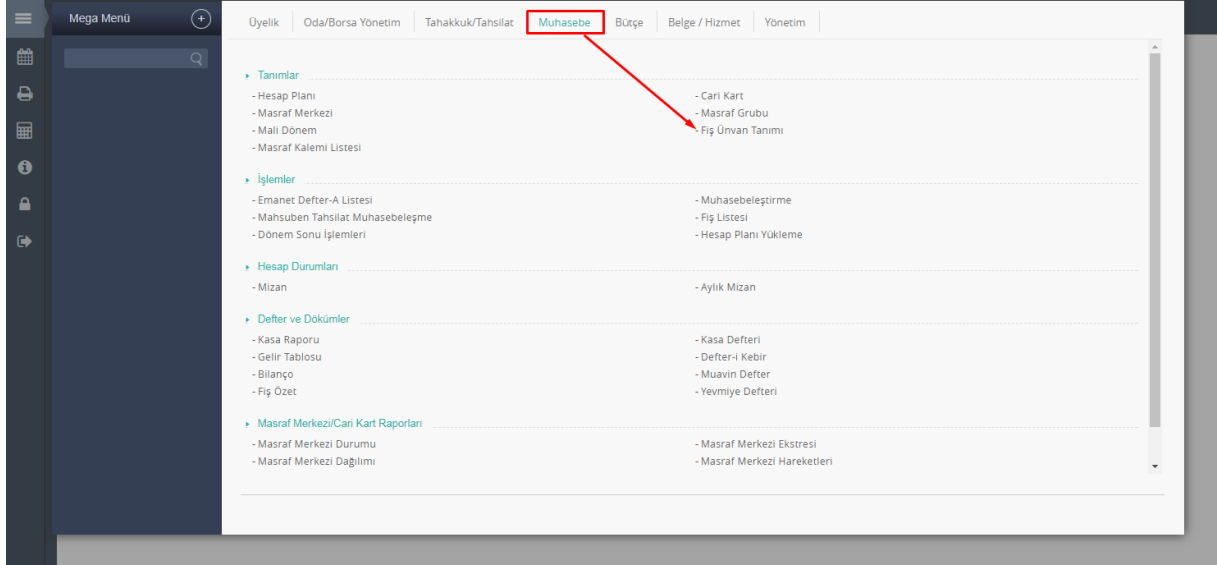 Mega Menü
Üyelik Oda/Borsa Yönetim Tahakkuk/Tahsilat Muhasebe Bütçe Belge / Hizmet Yönetim
Tanımlar
- Hesap Planı - Cari Kart
- Masraf Merkezi - Masraf Grubu
- Mali Dönem - Fiş Ünvan Tanımı
- Masraf Kalemi Listesi
İşlemler
- Emanet Defter-A Listesi - Muhasebeleştirme
- Mahsuben Tahsilat Muhasebeleşme - Fiş Listesi
- Dönem Sonu İşlemleri - Hesap Planı Yükleme
Hesap Durumları
- Mizan - Aylık Mizan
Defter ve Dökümler
- Kasa Raporu - Kasa Defteri
- Gelir Tablosu - Defter-i Kebir
- Bilanço - Muavin Defter
- Fiş Özet - Yevmiye Defteri
Masraf Merkezi/Cari Kart Raporları
- Masraf Merkezi Durumu - Masraf Merkezi Ekstresi
- Masraf Merkezi Dağılımı - Masraf Merkezi Hareketleri